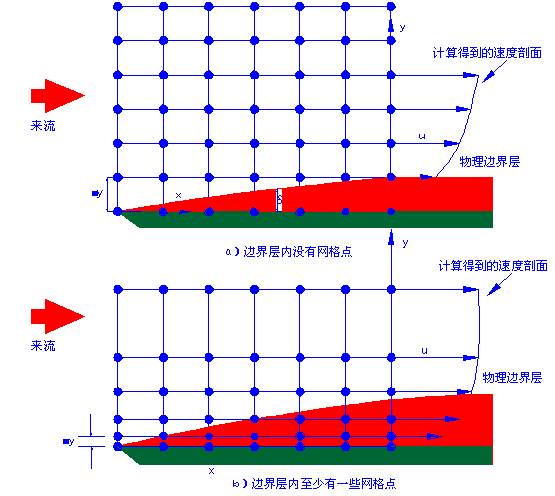 y
计算得到的速度剖面
来流
u
物理边界层
y
x
δ
a）边界层内没有网格点
y
计算得到的速度剖面
来流
u
物理边界层
y
x
b）边界层内至少有一些网格点